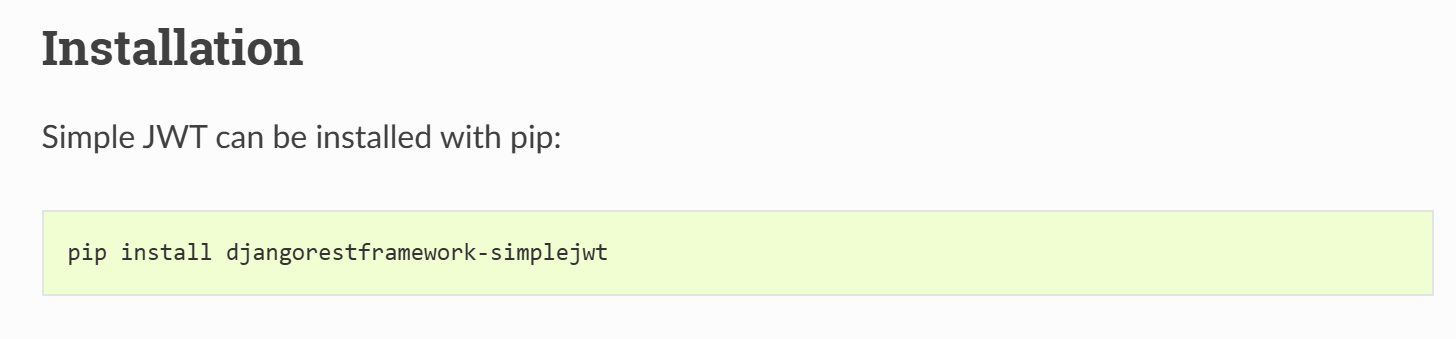 Installation
Simple JWT can be installed with pip:
pip install djangorestframework-simplejwt